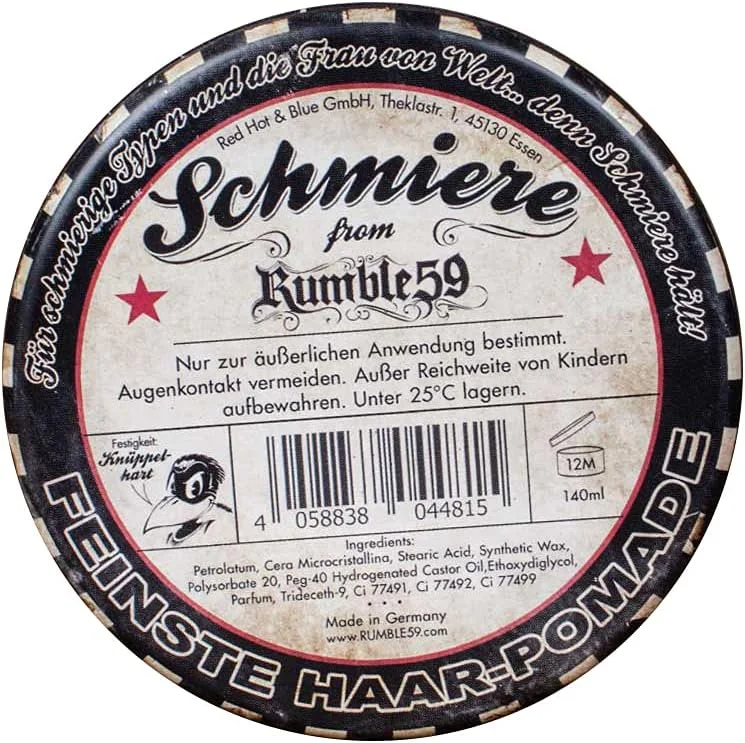 Für schmierige Typen und die Frau von Welt... denn Schmiere hält!
Red Hot & Blue GmbH, Theklastr. 1, 45130 Essen
Schmiere
from
Rumble59
Nur zur äußerlichen Anwendung bestimmt.
Augenkontakt vermeiden. Außer Reichweite von Kindern
aufbewahren. Unter 25°C lagern.
Festigkeit:
Knüppel-
hart
4 058838 044815
12M
140ml
Ingredients:
Petrolatum, Cera Microcristallina, Stearic Acid, Synthetic Wax,
Polysorbate 20, Peg-40 Hydrogenated Castor Oil,Ethoxydiglycol,
Parfum, Trideceth-9, Ci 77491, Ci 77492, Ci 77499
Made in Germany
www.RUMBLE59.com
FEINSTE HAAR-POMADE